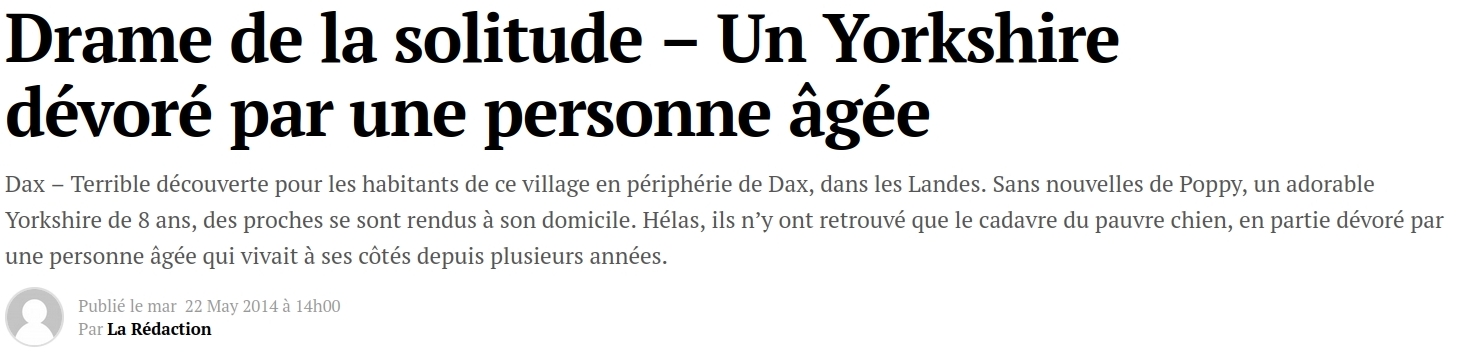 Drame de la solitude – Un Yorkshire
dévoré par une personne âgée
Dax – Terrible découverte pour les habitants de ce village en périphérie de Dax, dans les Landes. Sans nouvelles de Poppy, un adorable
Yorkshire de 8 ans, des proches se sont rendus à son domicile. Hélas, ils n’y ont retrouvé que le cadavre du pauvre chien, en partie dévoré par
une personne âgée qui vivait à ses côtés depuis plusieurs années.
Publié le mar 22 May 2014 à 14h00
Par La Rédaction